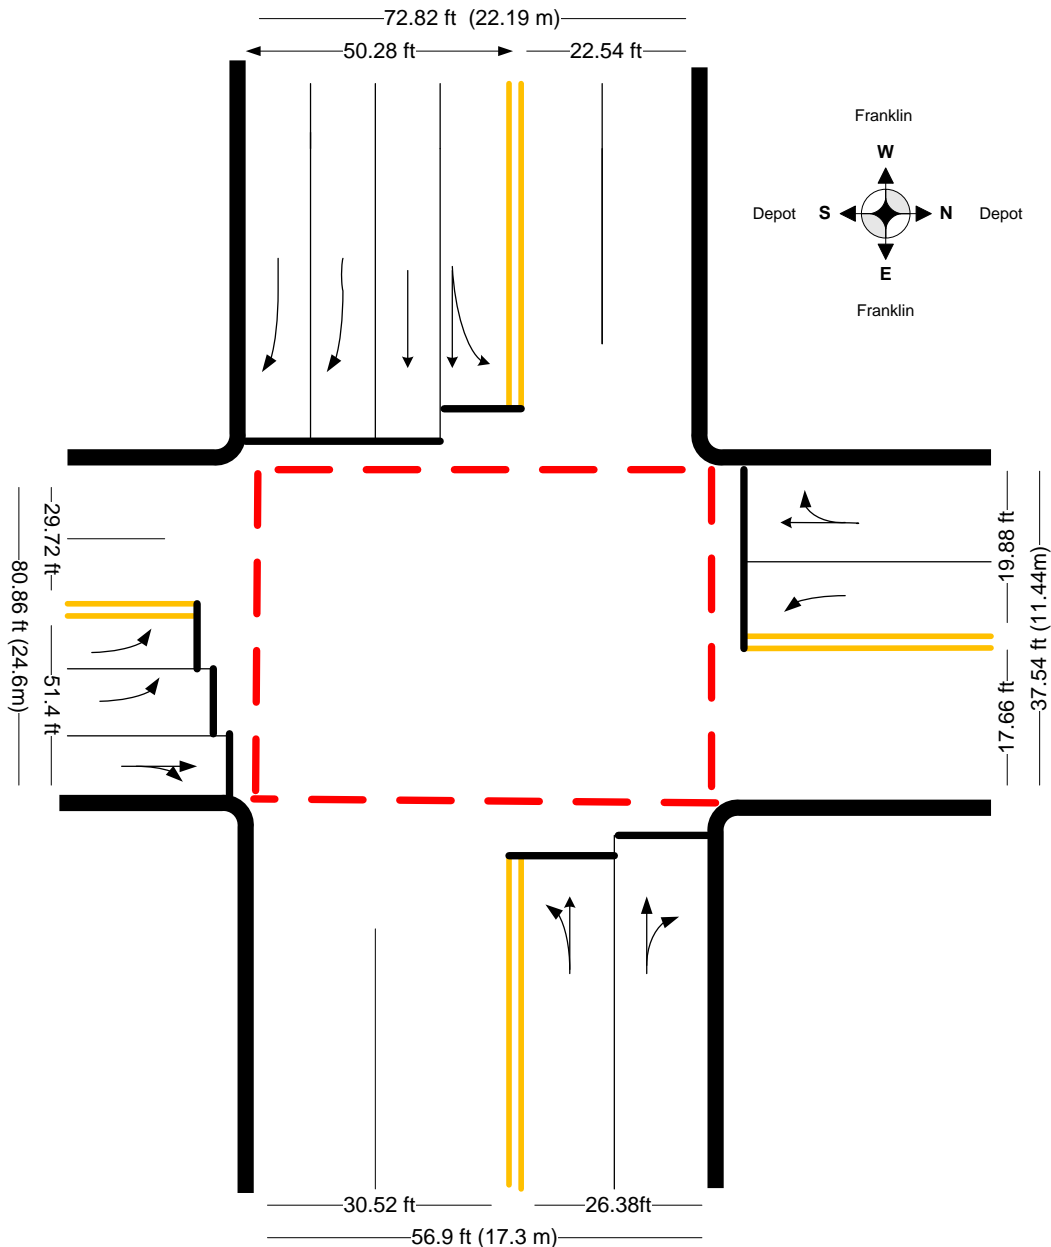 72.82 ft (22.19 m)
50.28 ft
22.54 ft
Franklin
W
Depot
S
N
Depot
E
Franklin
29.72 ft
51.4 ft
80.86 ft (24.6m)
19.88 ft
17.66 ft
37.54 ft (11.44m)
30.52 ft
26.38ft
56.9 ft (17.3 m)